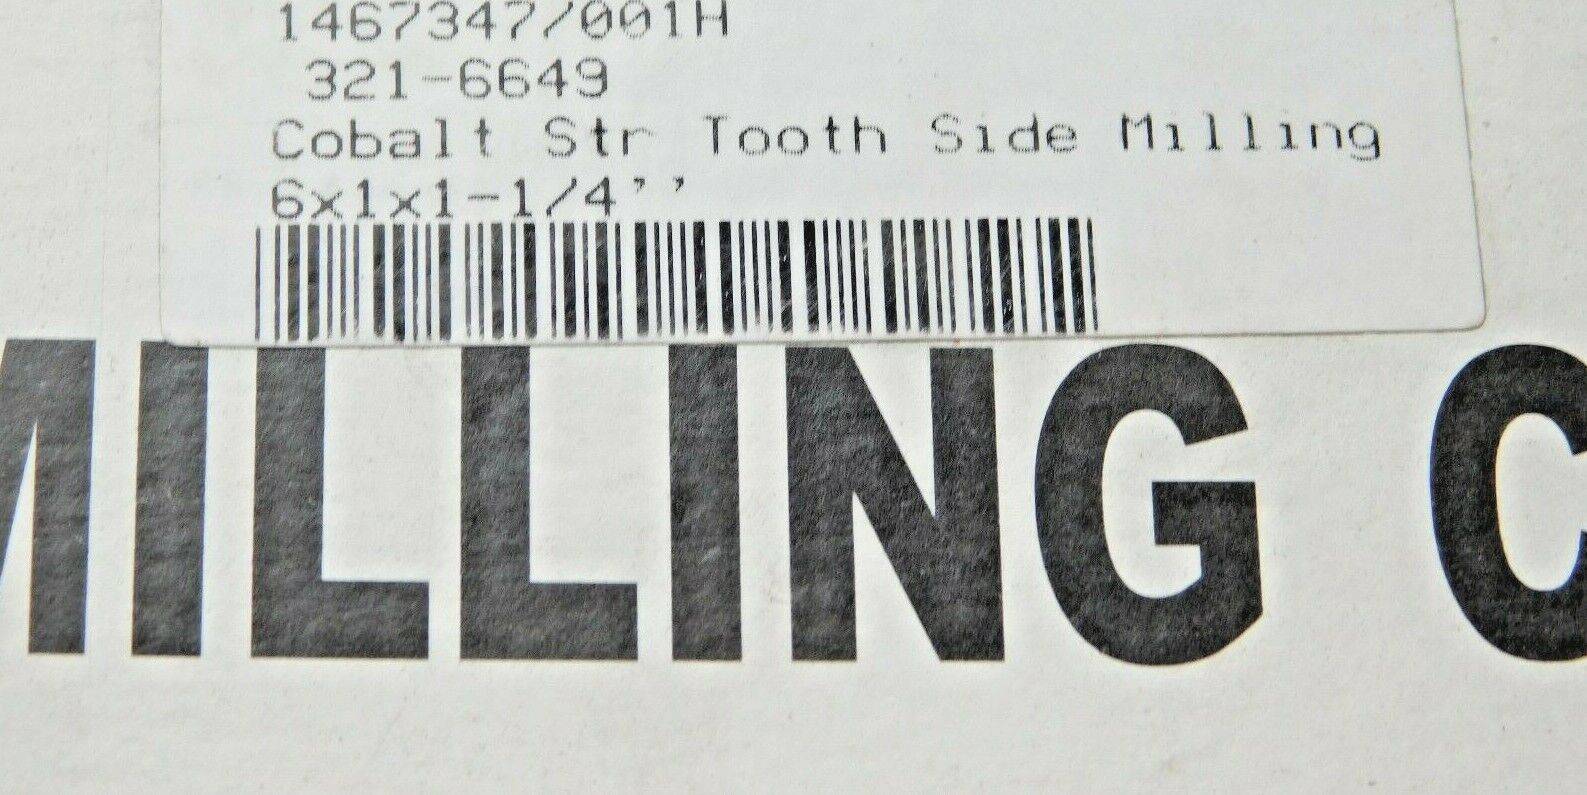 1467347/001H
321-6649
Cobalt Str Tooth Side Milling
6x1x1-1/4''
MILLING C